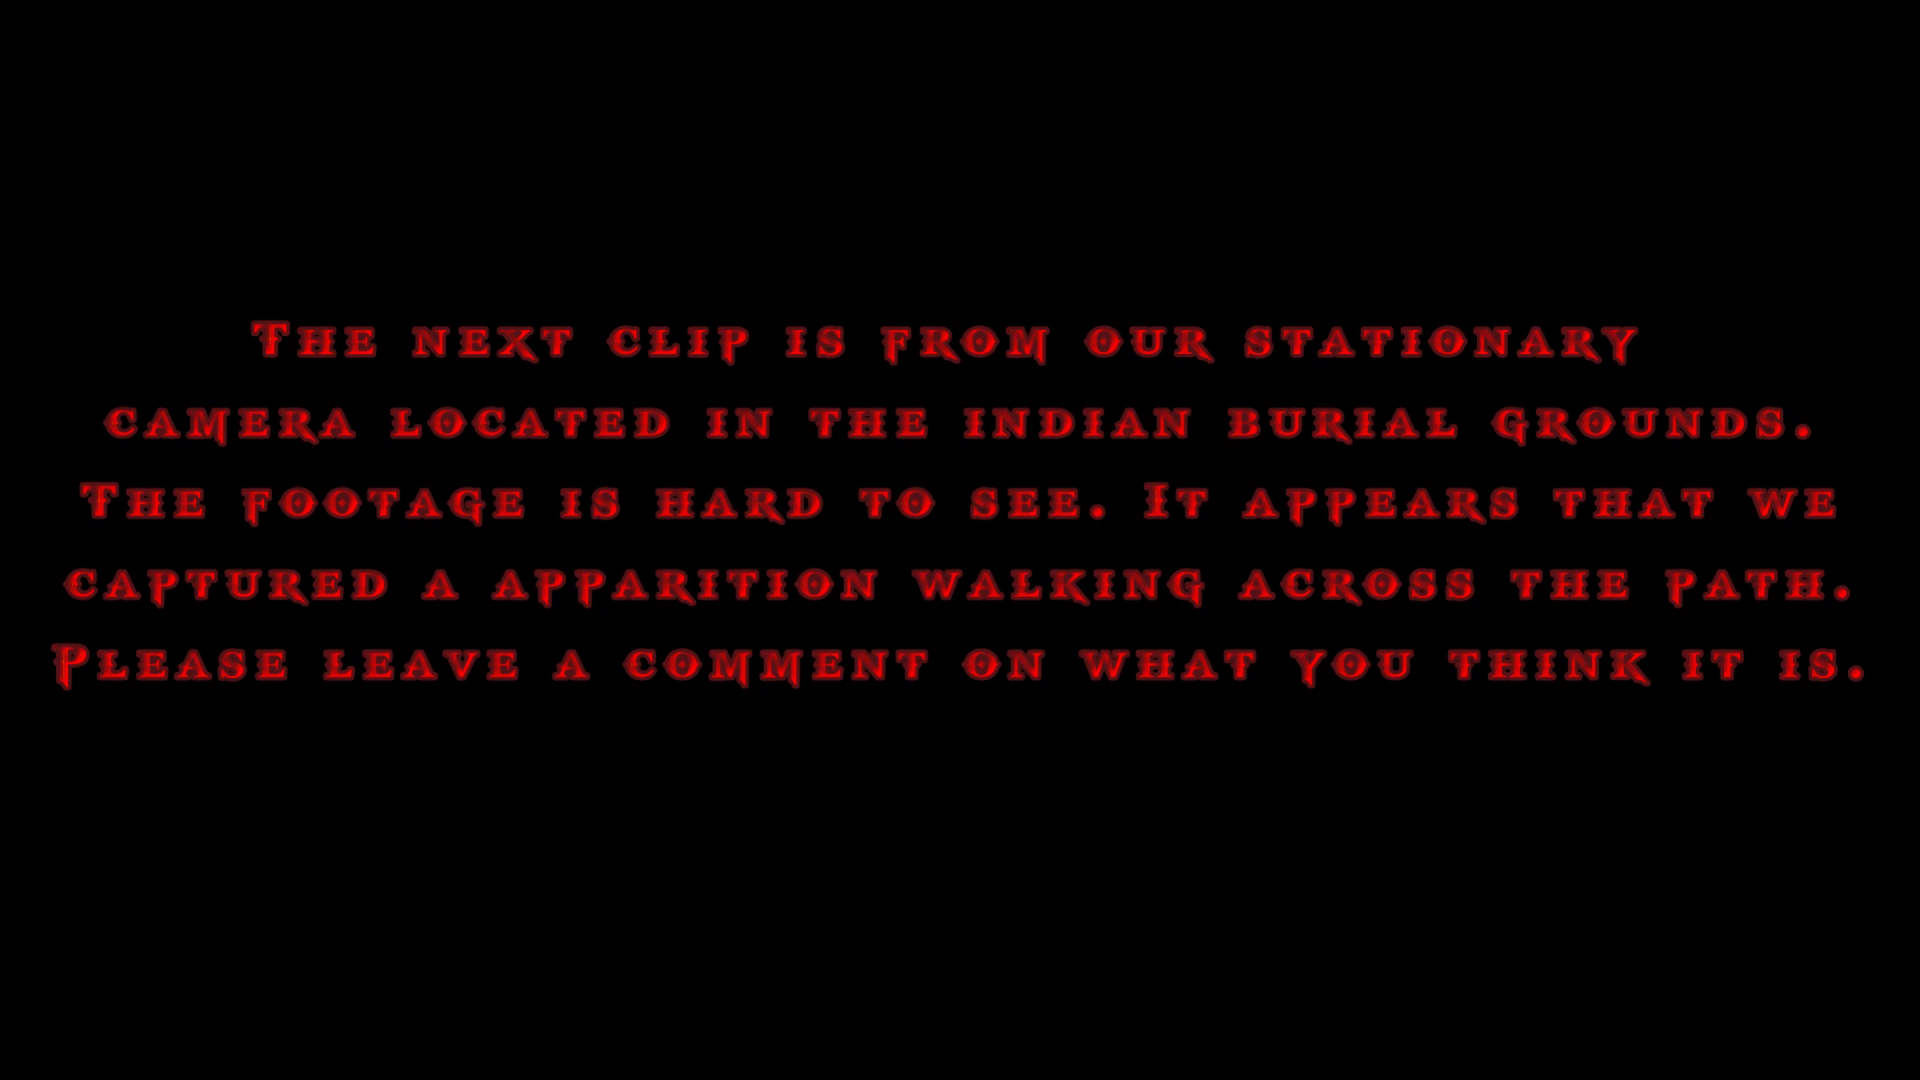 The next clip is from our stationary
camera located in the Indian burial grounds.
The footage is hard to see. It appears that we
captured a apparition walking across the path.
Please leave a comment on what you think it is.